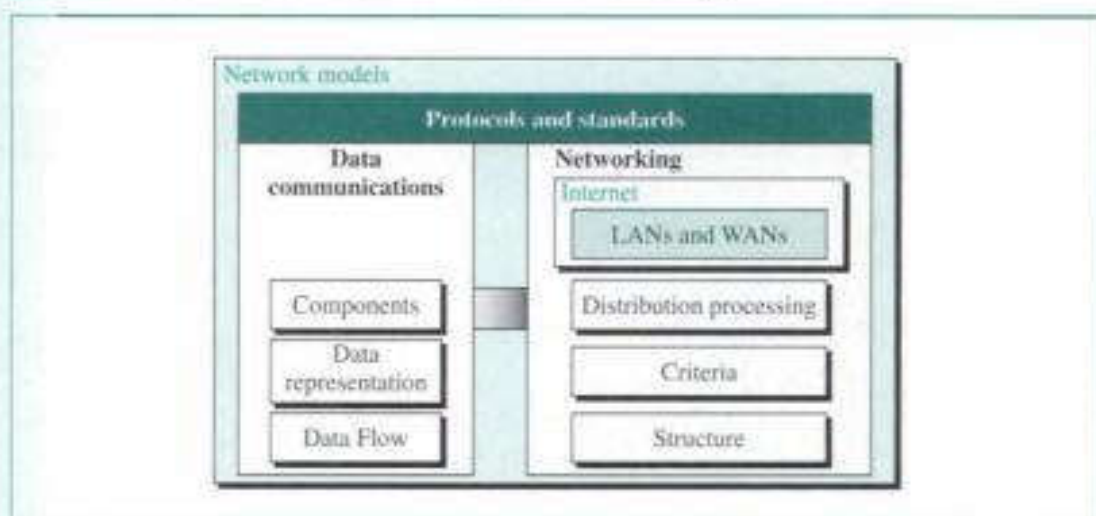 Network models
Protocols and standards
Data
communications
Components
Data
representation
Data Flow
Networking
Internet
LANs and WANs
Distribution processing
Criteria
Structure